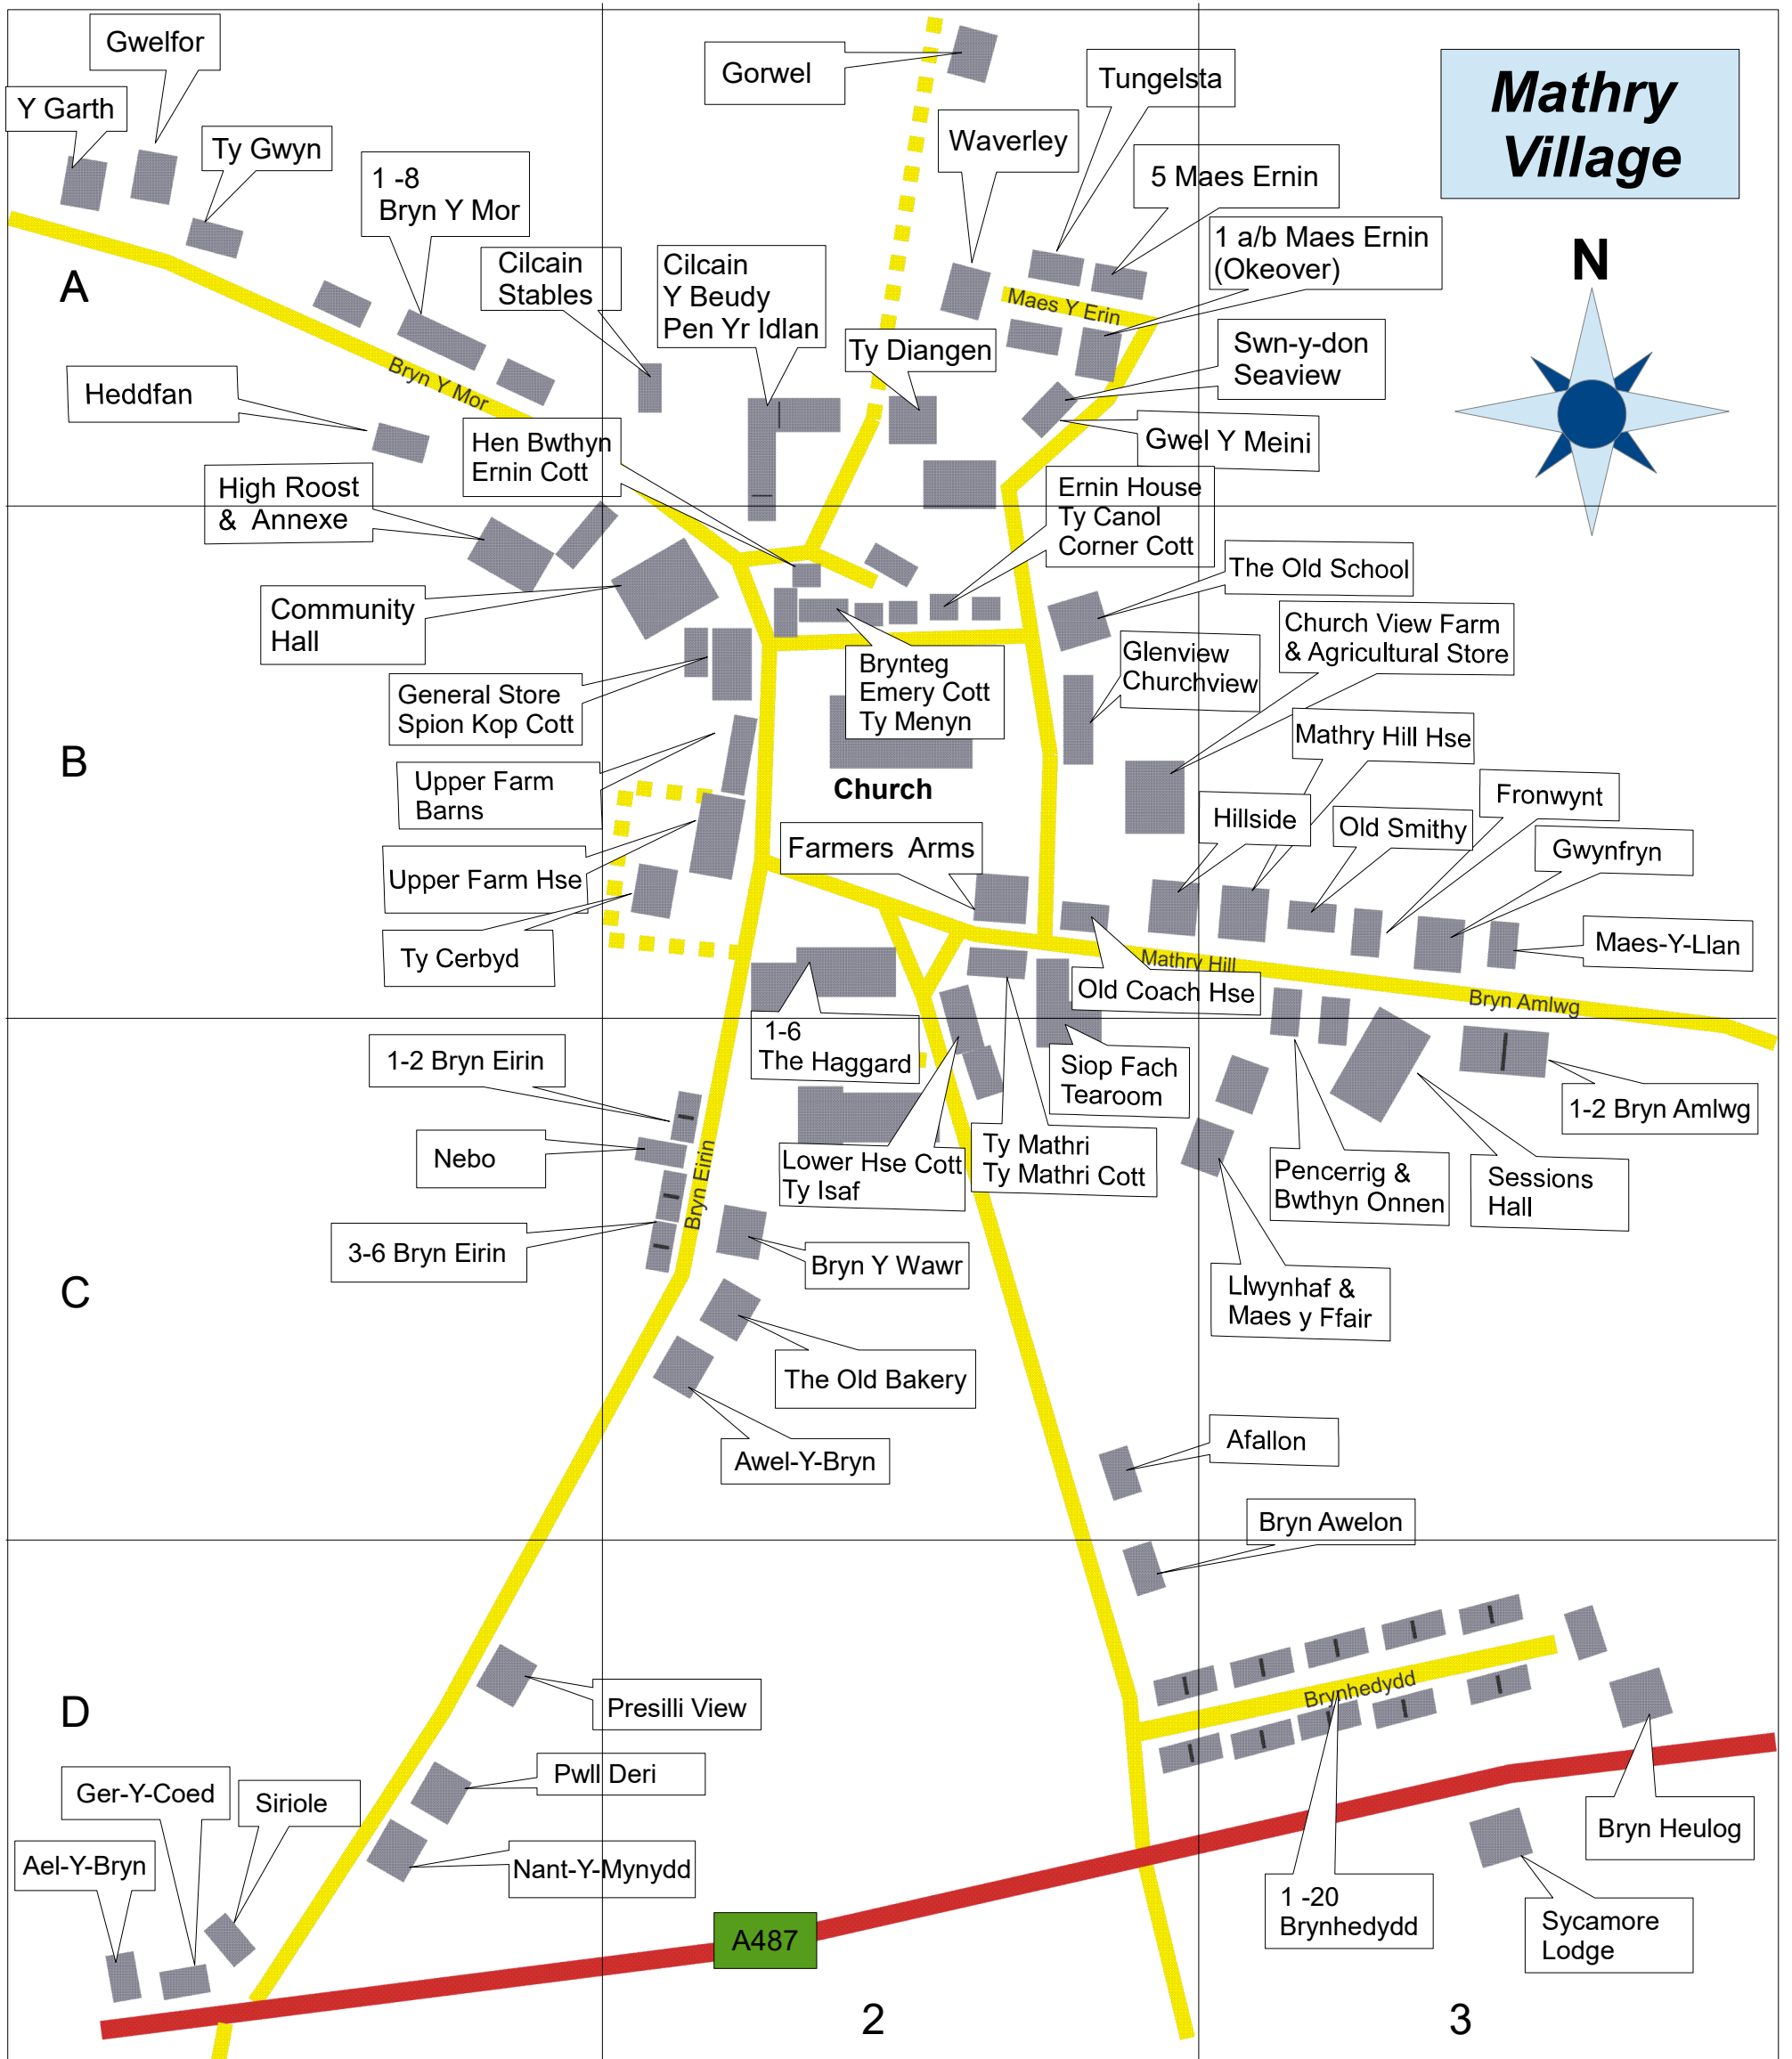 Mathry
Village
N
Gwelfor
Y Garth
Ty Gwyn
1 -8
Bryn Y Mor
Gorwel
Tungelsta
Waverley
5 Maes Ernin
1 a/b Maes Ernin
(Okeover)
Cilcain
Stables
Cilcain
Y Beudy
Pen Yr Idlan
Maes Y Erin
Ty Diangen
Swn-y-don
Seaview
A
Bryn Y Mor
Heddfan
Hen Bwthyn
Ernin Cott
Gwel Y Meini
High Roost
& Annexe
Ernin House
Ty Canol
Corner Cott
The Old School
Community
Hall
Church View Farm
& Agricultural Store
Glenview
Churchview
Brynteg
Emery Cott
Ty Menyn
General Store
Spion Kop Cott
Mathry Hill Hse
B
Upper Farm
Barns
Church
Fronwynt
Hillside
Old Smithy
Farmers Arms
Gwynfryn
Upper Farm Hse
Ty Cerbyd
Maes-Y-Llan
Mathry Hill
Old Coach Hse
Bryn Amlwg
1-6
The Haggard
1-2 Bryn Eirin
Siop Fach
Tearoom
1-2 Bryn Amlwg
Nebo
Bryn Eirin
Lower Hse Cott
Ty Isaf
Ty Mathri
Ty Mathri Cott
Pencerrig &
Bwthyn Onnen
Sessions
Hall
3-6 Bryn Eirin
Bryn Y Wawr
C
Llwynhaf &
Maes y Ffair
The Old Bakery
Awel-Y-Bryn
Afallon
Bryn Awelon
Brynhedydd
D
Presilli View
Pwll Deri
Ger-Y-Coed
Siriole
Ael-Y-Bryn
Nant-Y-Mynydd
Bryn Heulog
1 -20
Brynhedydd
Sycamore
Lodge
A487
2
3